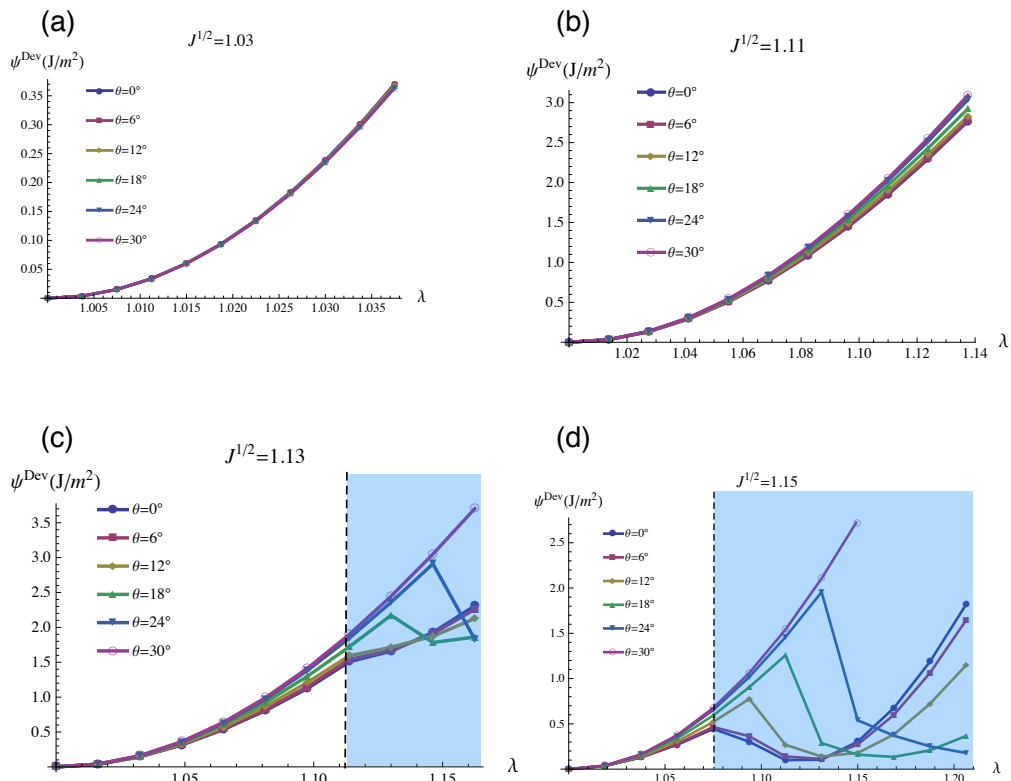 (a)
J^{1/2}=1.03
ψ^{Dev}(J/m^2)
0.35
0.30
0.25
0.20
0.15
0.10
0.05
θ=0°
θ=6°
θ=12°
θ=18°
θ=24°
θ=30°
1.005 1.010 1.015 1.020 1.025 1.030 1.035 λ
(b)
J^{1/2}=1.11
ψ^{Dev}(J/m^2)
3.0
2.5
2.0
1.5
1.0
0.5
θ=0°
θ=6°
θ=12°
θ=18°
θ=24°
θ=30°
1.02 1.04 1.06 1.08 1.10 1.12 1.14 λ
(c)
J^{1/2}=1.13
ψ^{Dev}(J/m^2)
3.5
3.0
2.5
2.0
1.5
1.0
0.5
θ=0°
θ=6°
θ=12°
θ=18°
θ=24°
θ=30°
1.05 1.10 1.15 λ
(d)
J^{1/2}=1.15
ψ^{Dev}(J/m^2)
2.5
2.0
1.5
1.0
0.5
θ=0°
θ=6°
θ=12°
θ=18°
θ=24°
θ=30°
1.05 1.10 1.15 1.20 λ